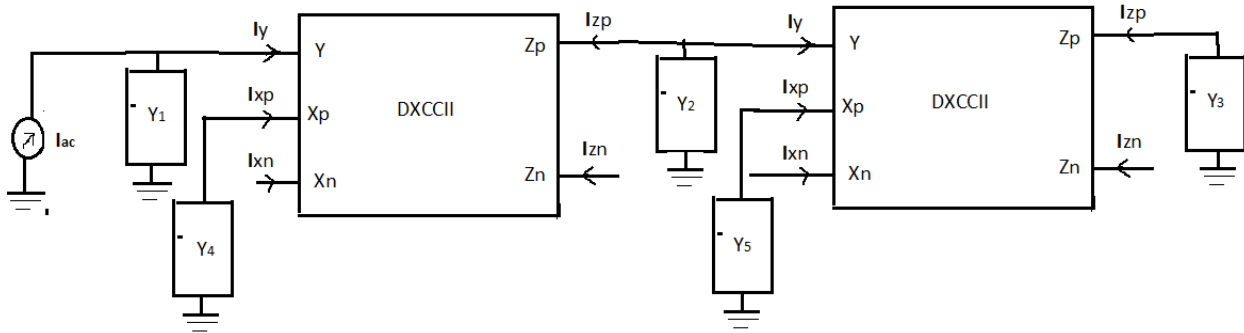 Izp Izp
Iy Iy
Y Zp Y Zp
Y1 Ixp Xp DXCCII Y2 Ixp Xp DXCCII Y3
Iac
Ixn Xn Izn Zn Ixn Xn Izn Zn
Y4 Y5